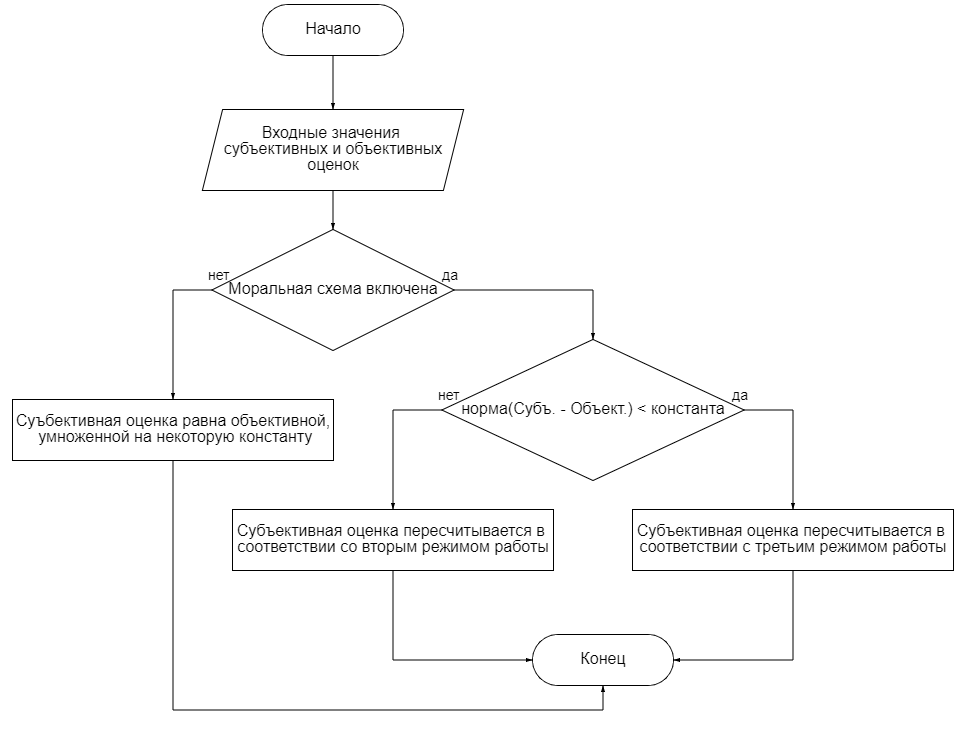 Начало
Входные значения
субъективных и объективных
оценок
нет
да
Моральная схема включена
нет
да
норма(Субъ. - Объект.) < константа
Суъбективная оценка равна объективной,
умноженной на некоторую константу
Субъективная оценка пересчитывается в
соответствии со вторым режимом работы
Субъективная оценка пересчитывается в
соответствии с третьим режимом работы
Конец